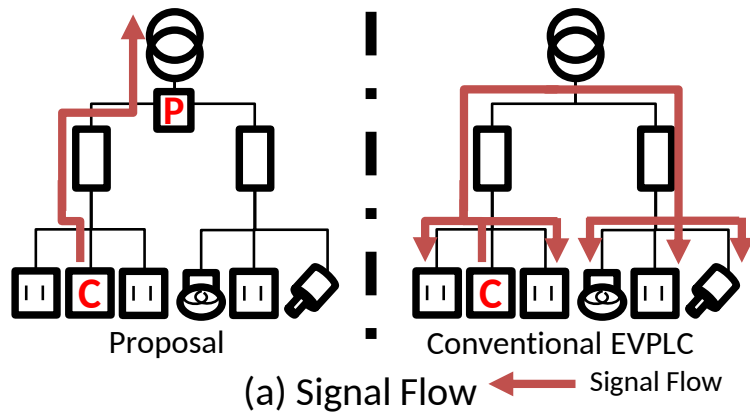 P
C
C
Proposal
Conventional EVPLC
(a) Signal Flow
Signal Flow